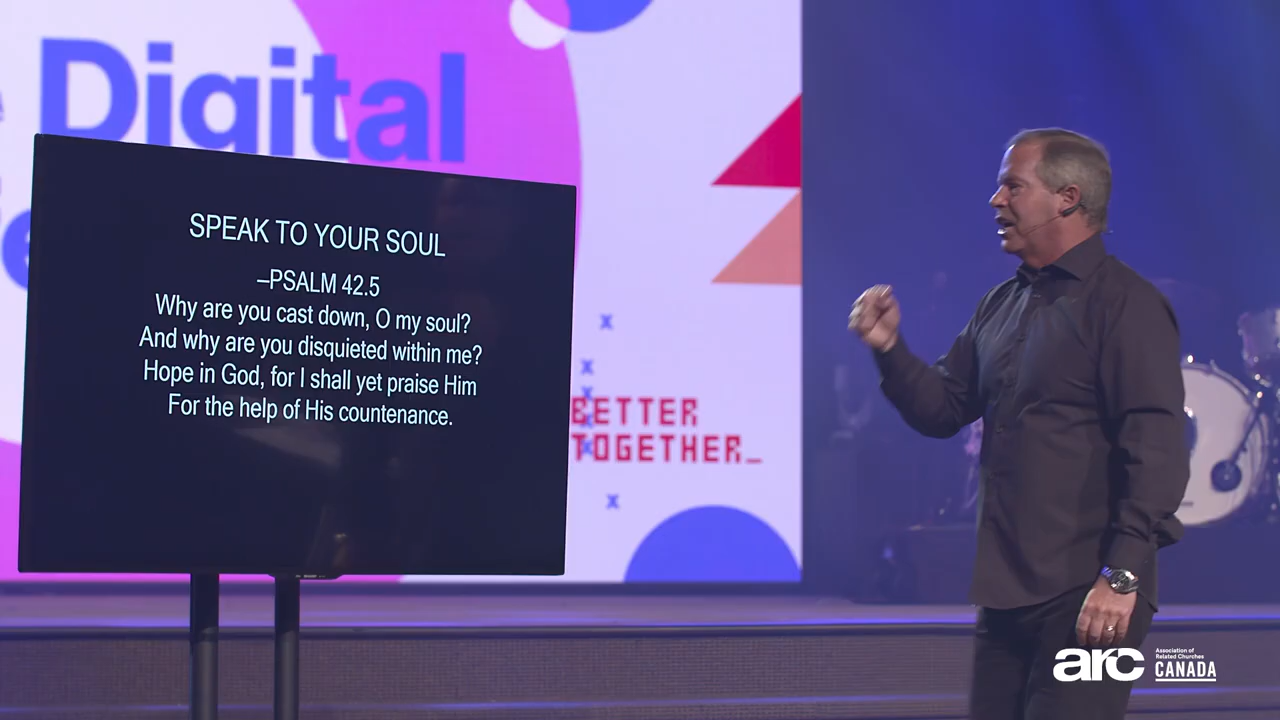 Digital
SPEAK TO YOUR SOUL
–PSALM 42.5
Why are you cast down, O my soul?
And why are you disquieted within me?
Hope in God, for I shall yet praise Him
For the help of His countenance.
BETTER
TOGETHER_
x
x
x
x
x
x
arc
Association of
Related Churches
CANADA